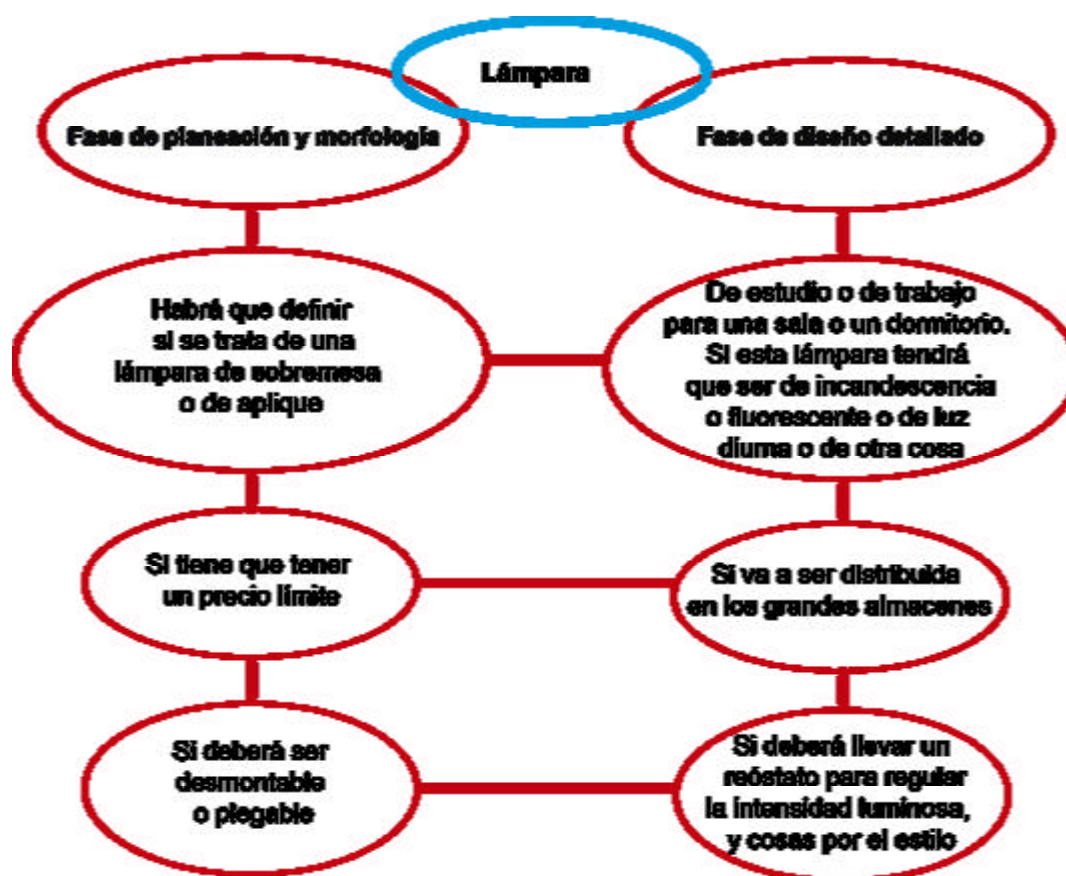 Lámpara
Fase de planeación y morfología
Fase de diseño detallado
Habrá que definir
si se trata de una
lámpara de sobremesa
o de aplique
De estudio o de trabajo
para una sala o un dormitorio.
Si esta lámpara tendrá
que ser de incandescencia
o fluorescente o de luz
diurna o de otra cosa
Si tiene que tener
un precio límite
Si va a ser distribuida
en los grandes almacenes
Si deberá ser
desmontable
o plegable
Si deberá llevar un
reóstato para regular
la intensidad luminosa,
y cosas por el estilo